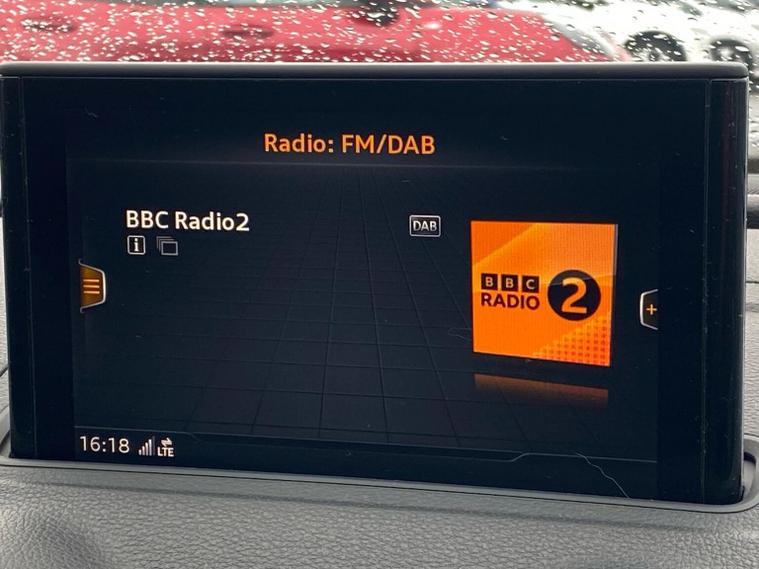 Radio: FM/DAB
BBC Radio2
DAB
BBC
RADIO 2
16:18 LTE